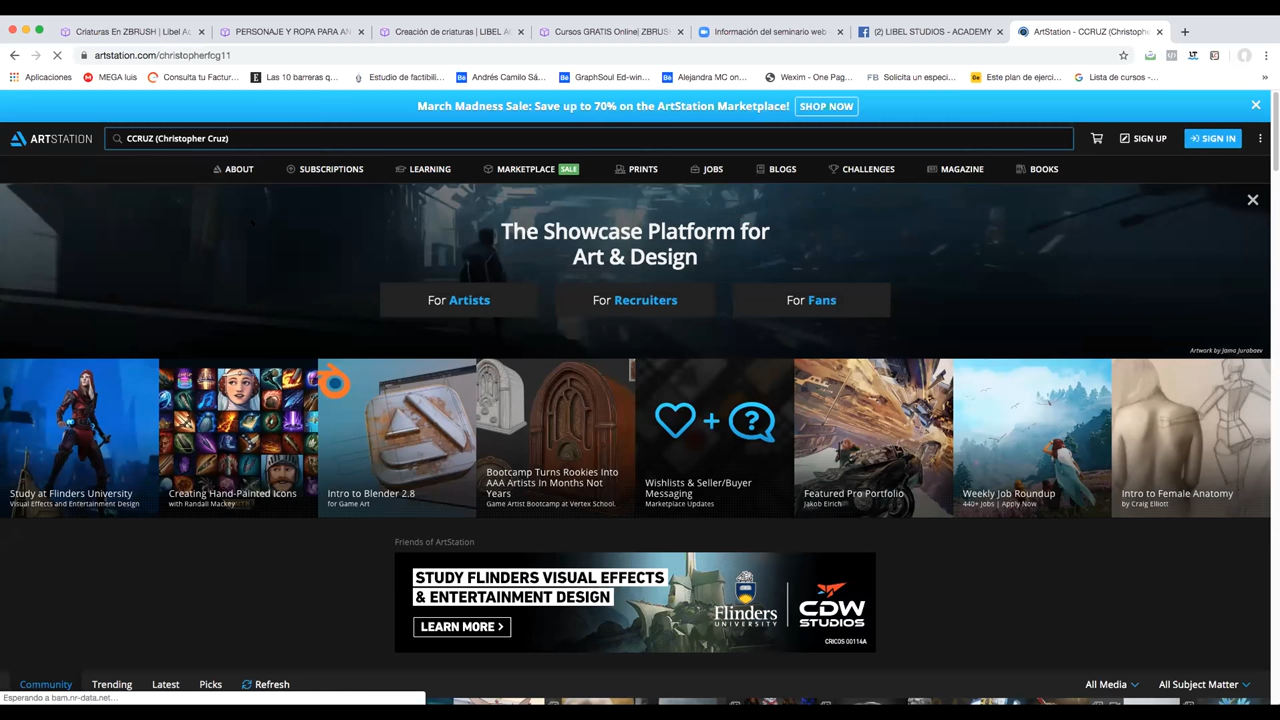 Criaturas En ZBRUSH | Libel Ac
PERSONAJE Y ROPA PARA AN
Creación de criaturas | LIBEL AC
Cursos GRATIS Online| ZBRUS
Información del seminario web
(2) LIBEL STUDIOS - ACADEMY
ArtStation - CCRUZ (Christophe
artstation.com/christopherfcg11
Aplicaciones
MEGA luis
Consulta tu Factur...
Las 10 barreras q...
Estudio de factibili...
Andrés Camilo Sá...
GraphSoul Ed-win...
Alejandra MC on...
Wexim - One Pag...
FB Solicita un especi...
Este plan de ejerci...
Lista de cursos -...
March Madness Sale: Save up to 70% on the ArtStation Marketplace!
SHOP NOW
ARTSTATION
CCRUZ (Christopher Cruz)
SIGN UP
SIGN IN
ABOUT
SUBSCRIPTIONS
LEARNING
MARKETPLACE SALE
PRINTS
JOBS
BLOGS
CHALLENGES
MAGAZINE
BOOKS
The Showcase Platform for
Art & Design
For Artists
For Recruiters
For Fans
Artwork by Jama Jurabaev
Study at Flinders University
Visual Effects and Entertainment Design
Creating Hand-Painted Icons
with Randall Mackey
Intro to Blender 2.8
for Game Art
Bootcamp Turns Rookies Into
AAA Artists In Months Not
Years
Game Artist Bootcamp at Vertex School.
Wishlists & Seller/Buyer
Messaging
Marketplace Updates
Featured Pro Portfolio
Jakob Eirich
Weekly Job Roundup
440+ Jobs | Apply Now
Intro to Female Anatomy
by Craig Elliott
Friends of ArtStation
STUDY FLINDERS VISUAL EFFECTS
& ENTERTAINMENT DESIGN
LEARN MORE >
Flinders
UNIVERSITY
CDW
STUDIOS
CRICOS 00114A
Community
Trending
Latest
Picks
Refresh
All Media
All Subject Matter
Esperando a bam.nr-data.net...